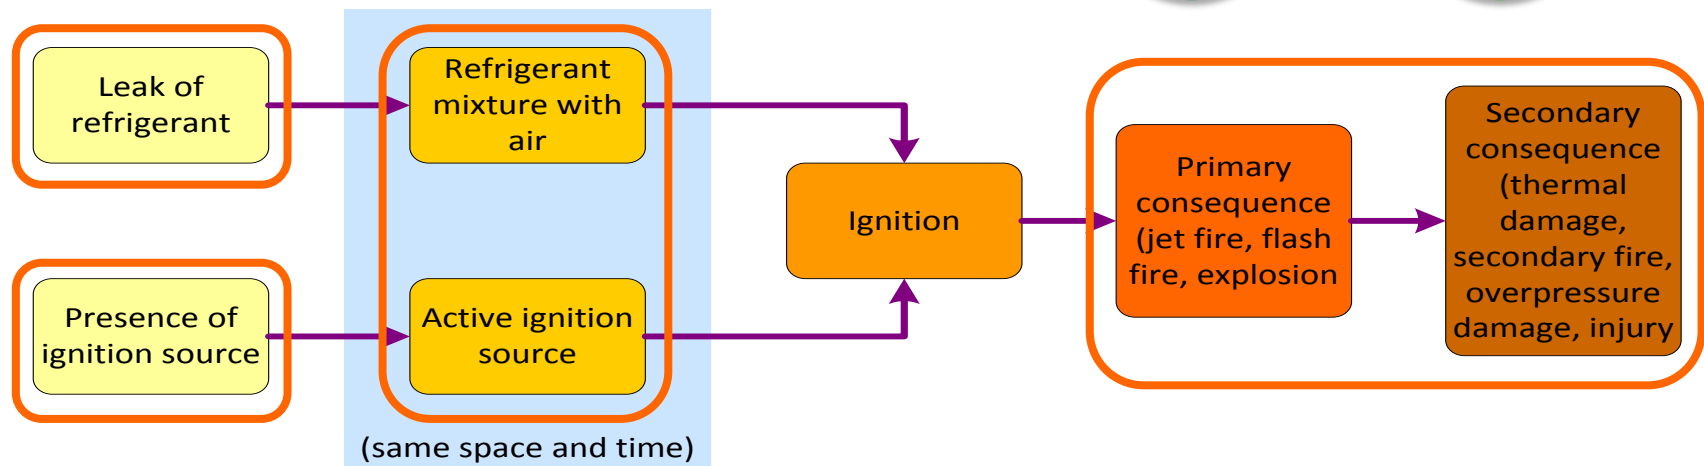 Leak of
refrigerant
Refrigerant
mixture with
air
Presence of
ignition source
Active ignition
source
(same space and time)
Ignition
Primary
consequence
(jet fire, flash
fire, explosion
Secondary
consequence
(thermal
damage,
secondary fire,
overpressure
damage, injury